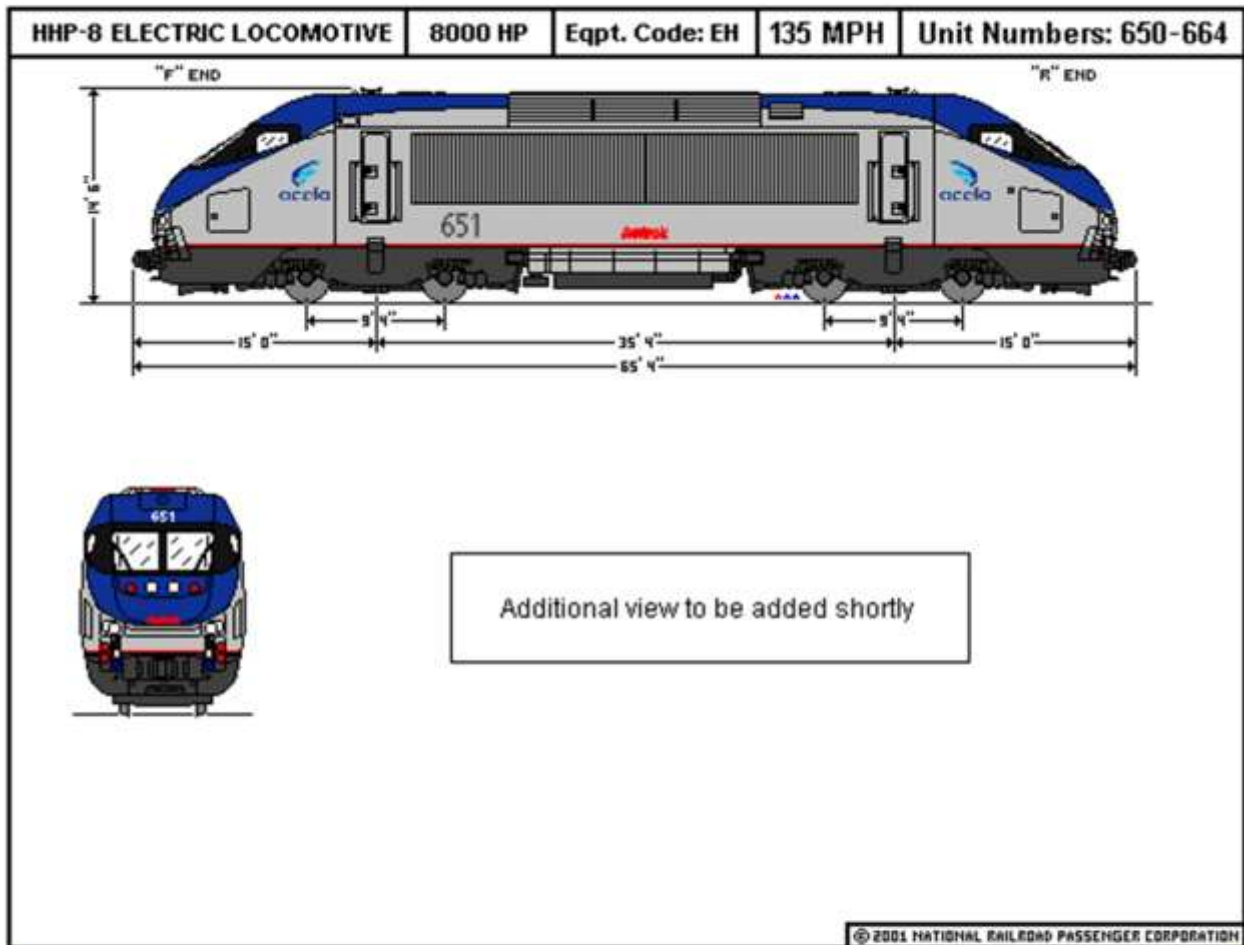 HHP-8 ELECTRIC LOCOMOTIVE
8000 HP
Eqpt. Code: EH
135 MPH
Unit Numbers: 650-664
"F" END
"R" END
14' 6"
acela
acela
651
Amtrak
9' 4"
9' 4"
15' 0"
35' 4"
15' 0"
65' 4"
651
Additional view to be added shortly
© 2001 NATIONAL RAILROAD PASSENGER CORPORATION